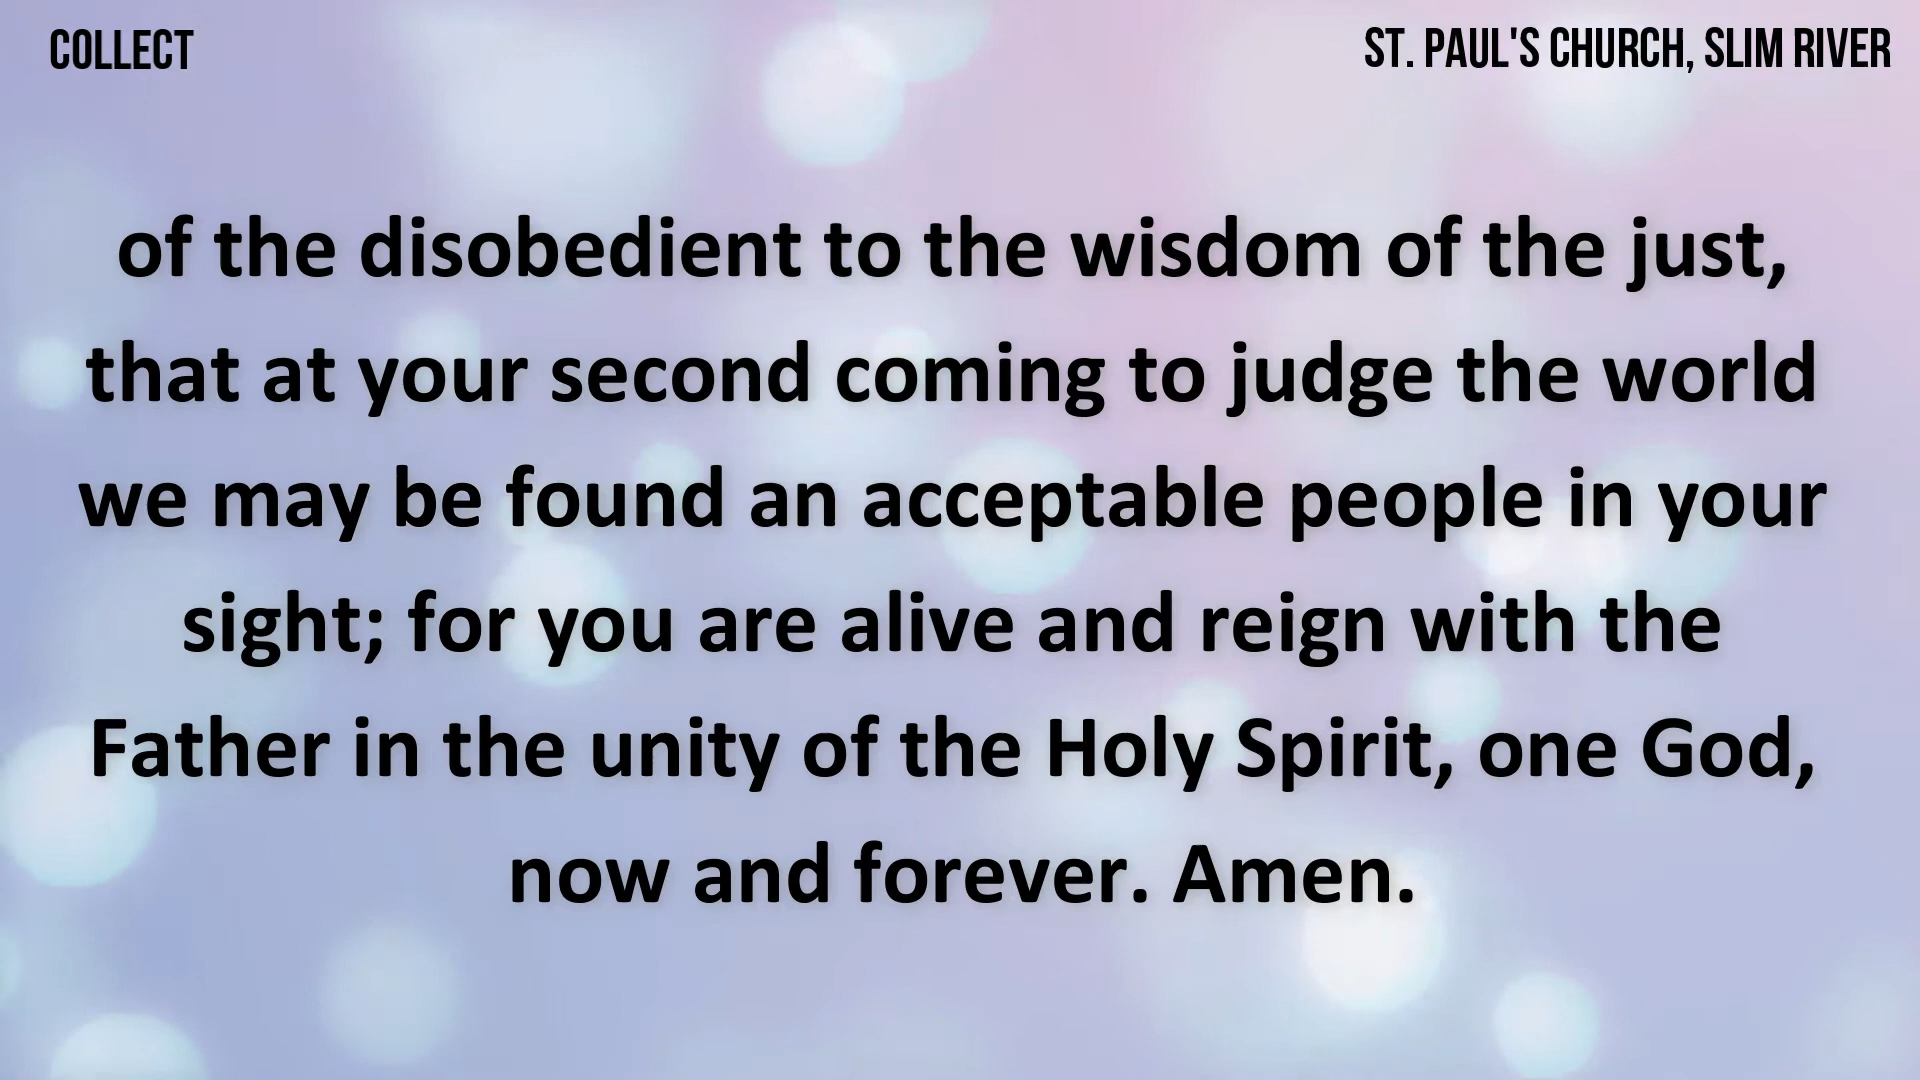 COLLECT
ST. PAUL'S CHURCH, SLIM RIVER
of the disobedient to the wisdom of the just,
that at your second coming to judge the world
we may be found an acceptable people in your
sight; for you are alive and reign with the
Father in the unity of the Holy Spirit, one God,
now and forever. Amen.